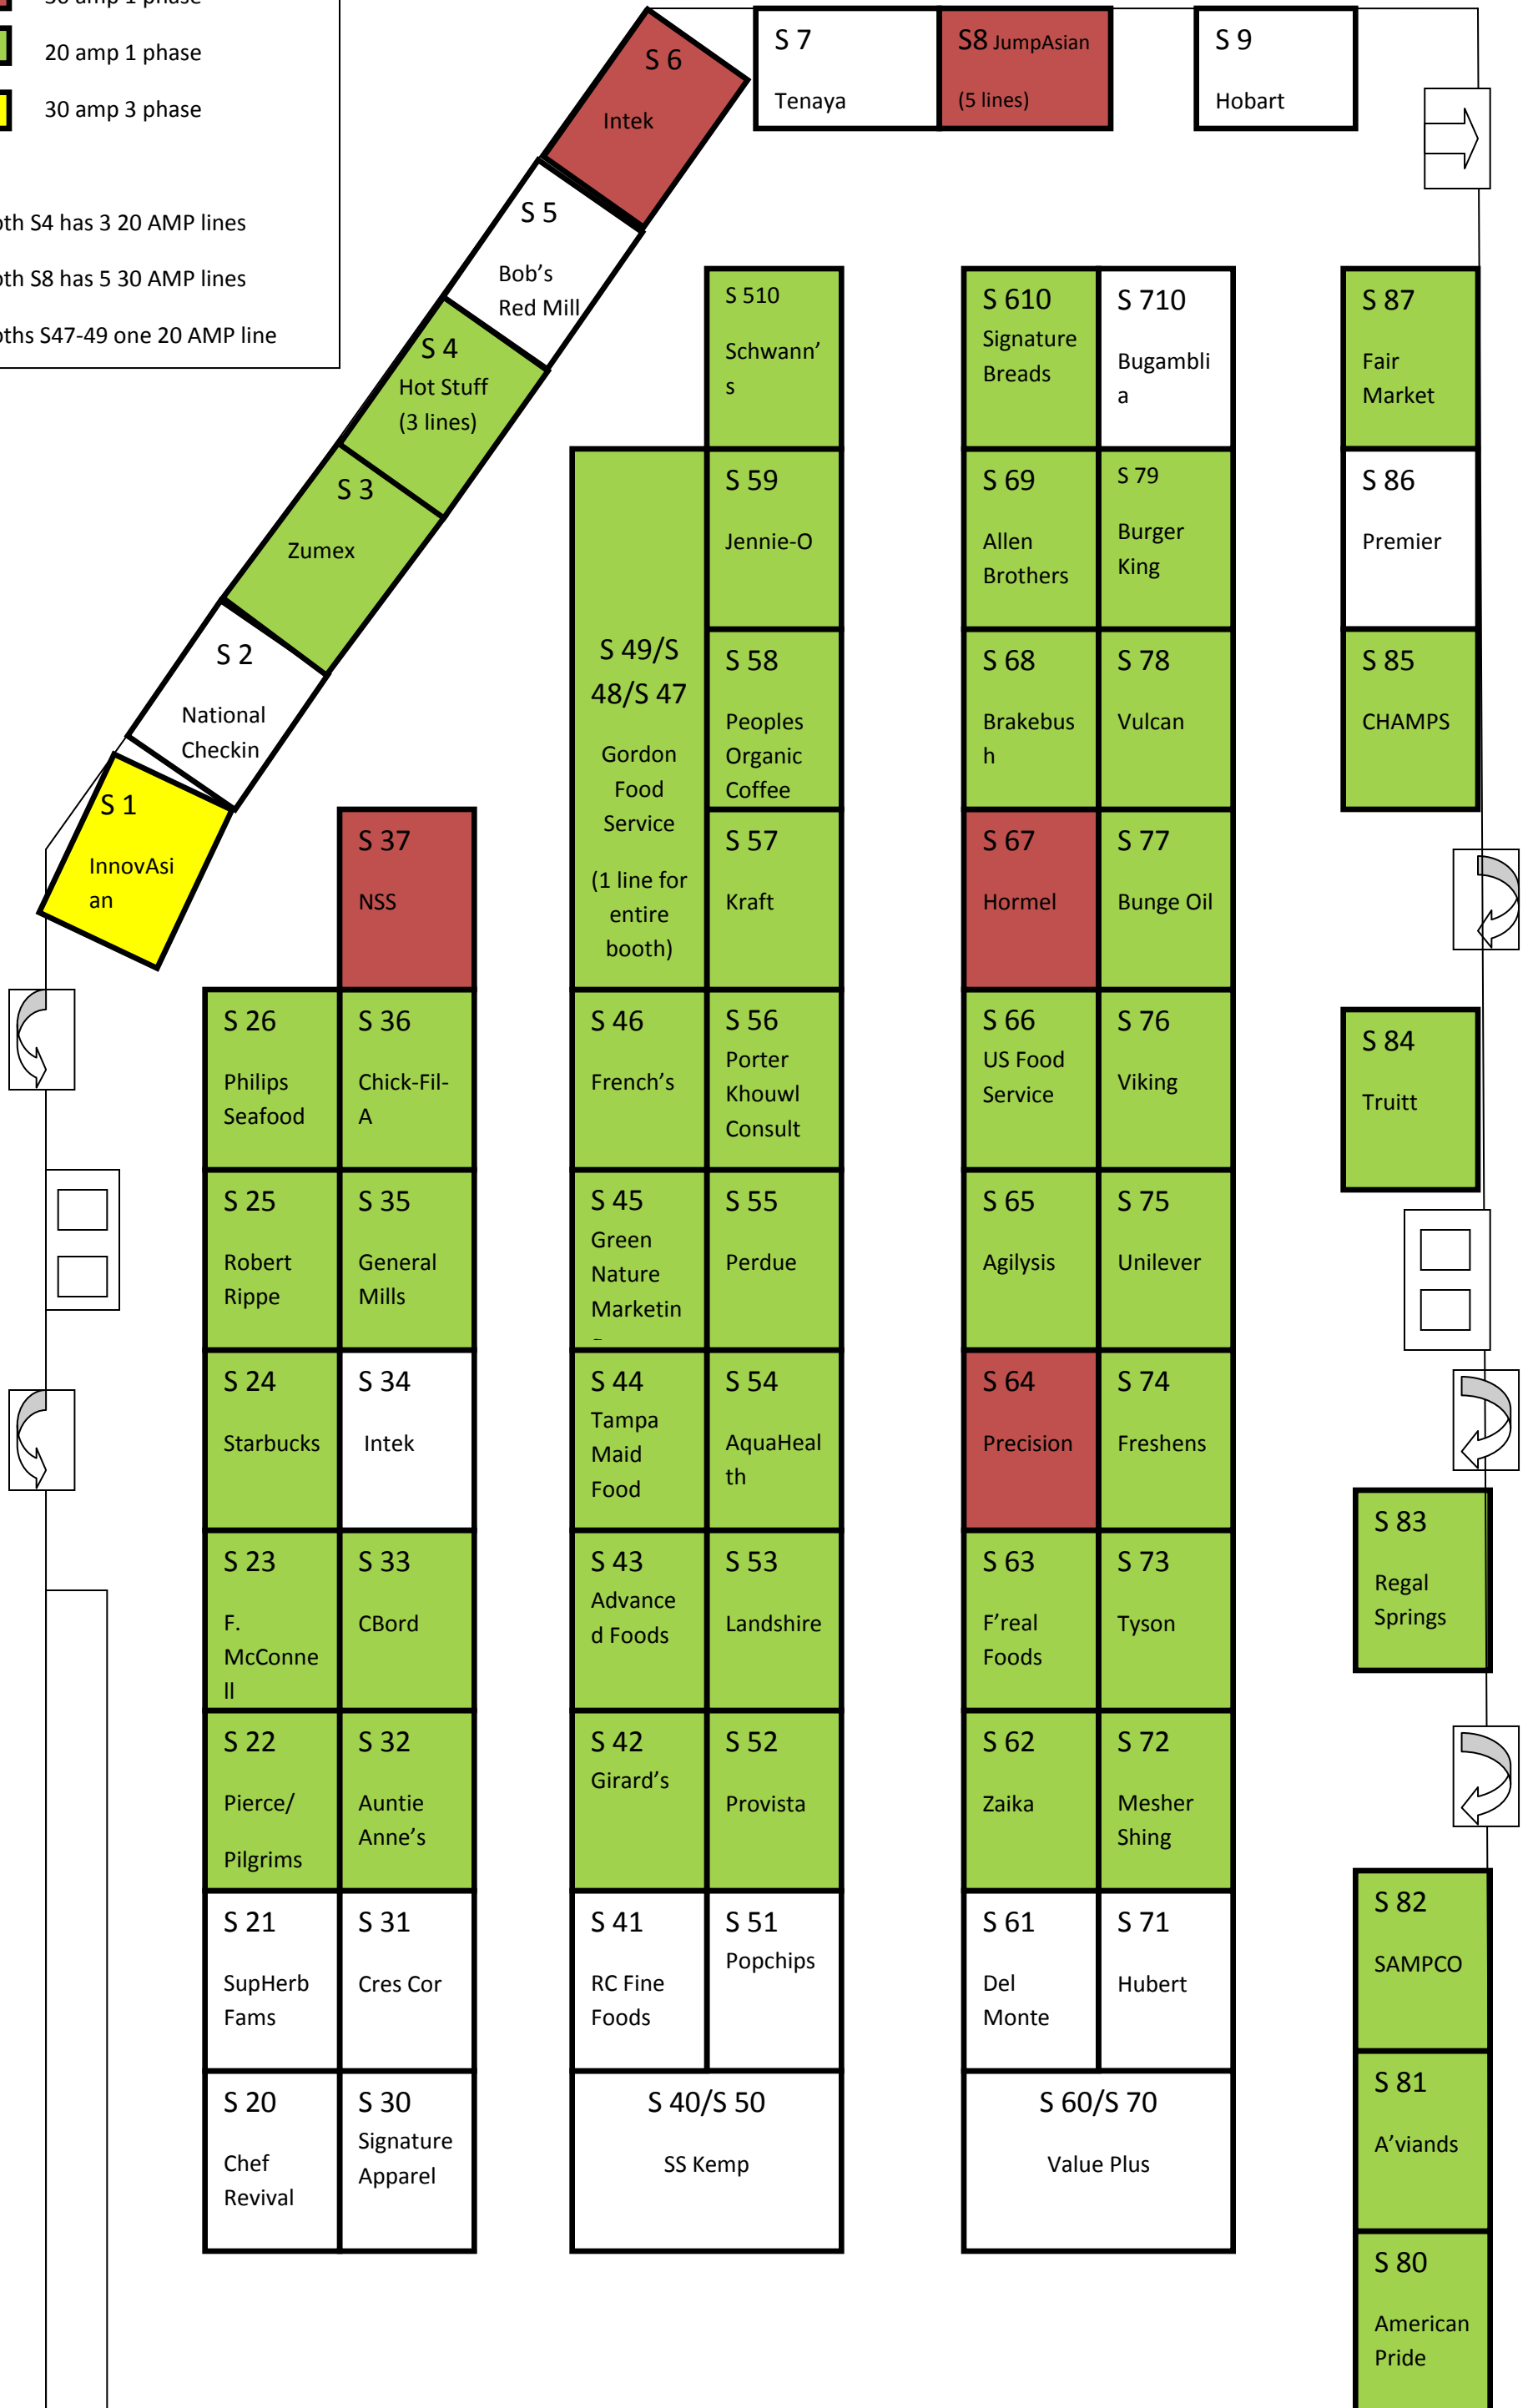 30 amp 1 phase
20 amp 1 phase
30 amp 3 phase
oth S4 has 3 20 AMP lines
oth S8 has 5 30 AMP lines
oths S47-49 one 20 AMP line
S 1
InnovAsi
an
S 2
National
Checkin
S 3
Zumex
S 4
Hot Stuff
(3 lines)
S 5
Bob’s
Red Mill
S 6
Intek
S 7
Tenaya
S8 JumpAsian
(5 lines)
S 9
Hobart
S 26
Philips
Seafood
S 25
Robert
Rippe
S 24
Starbucks
S 23
F.
McConne
ll
S 22
Pierce/
Pilgrims
S 21
SupHerb
Fams
S 20
Chef
Revival
S 37
NSS
S 36
Chick-Fil-
A
S 35
General
Mills
S 34
Intek
S 33
CBord
S 32
Auntie
Anne’s
S 31
Cres Cor
S 30
Signature
Apparel
S 49/S
48/S 47
Gordon
Food
Service
(1 line for
entire
booth)
S 46
French’s
S 45
Green
Nature
Marketin
S 44
Tampa
Maid
Food
S 43
Advance
d Foods
S 42
Girard’s
S 41
RC Fine
Foods
S 510
Schwann’
s
S 59
Jennie-O
S 58
Peoples
Organic
Coffee
S 57
Kraft
S 56
Porter
Khouwl
Consult
S 55
Perdue
S 54
AquaHeal
th
S 53
Landshire
S 52
Provista
S 51
Popchips
S 40/S 50
SS Kemp
S 610
Signature
Breads
S 69
Allen
Brothers
S 68
Brakebus
h
S 67
Hormel
S 66
US Food
Service
S 65
Agilysis
S 64
Precision
S 63
F’real
Foods
S 62
Zaika
S 61
Del
Monte
S 710
Bugambli
a
S 79
Burger
King
S 78
Vulcan
S 77
Bunge Oil
S 76
Viking
S 75
Unilever
S 74
Freshens
S 73
Tyson
S 72
Mesher
Shing
S 71
Hubert
S 60/S 70
Value Plus
S 87
Fair
Market
S 86
Premier
S 85
CHAMPS
S 84
Truitt
S 83
Regal
Springs
S 82
SAMPCO
S 81
A’viands
S 80
American
Pride